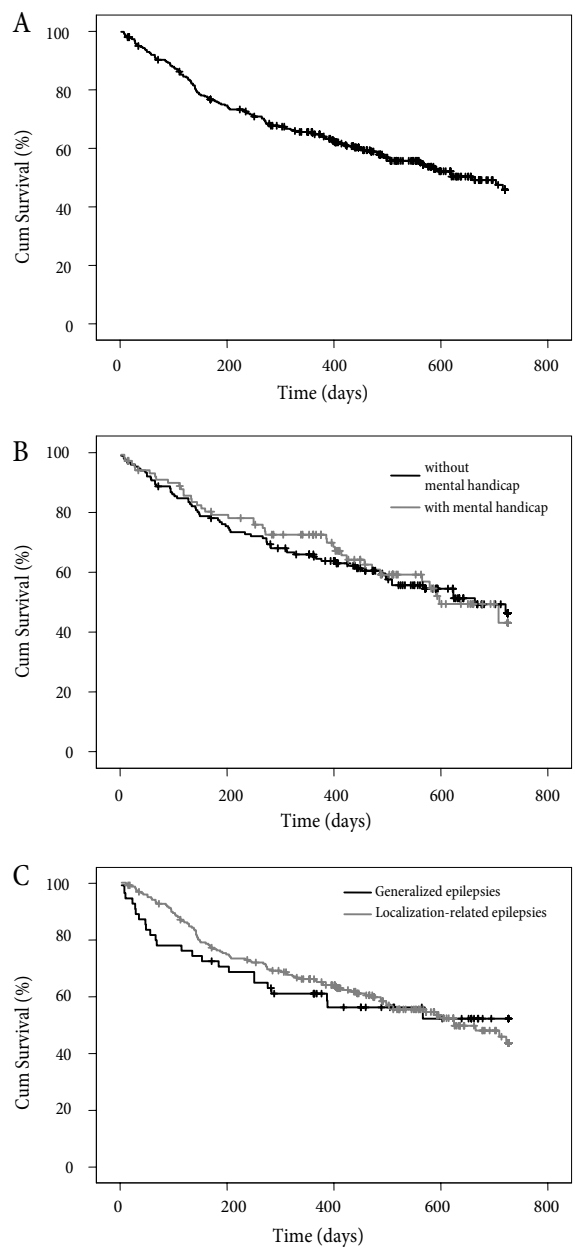 A
100
80
60
40
20
0
Cum Survival (%)
0 200 400 600 800
Time (days)
B
100
80
60
40
20
0
Cum Survival (%)
without
mental handicap
with mental handicap
0 200 400 600 800
Time (days)
C
100
80
60
40
20
0
Cum Survival (%)
Generalized epilepsies
Localization-related epilepsies
0 200 400 600 800
Time (days)